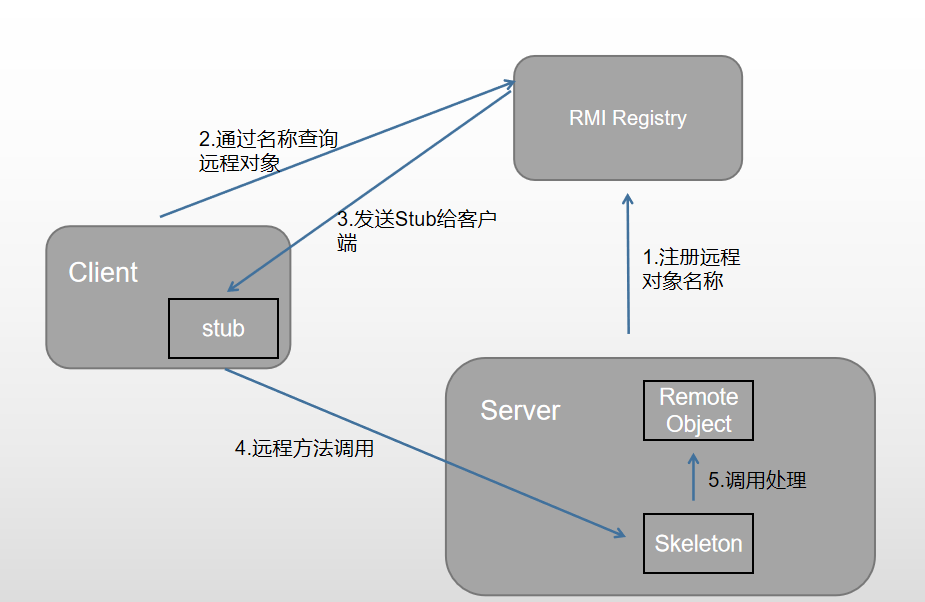 RMI Registry
2.通过名称查询
远程对象
3.发送Stub给客户
端
1.注册远程
对象名称
Client
stub
Server
Remote
Object
4.远程方法调用
5.调用处理
Skeleton